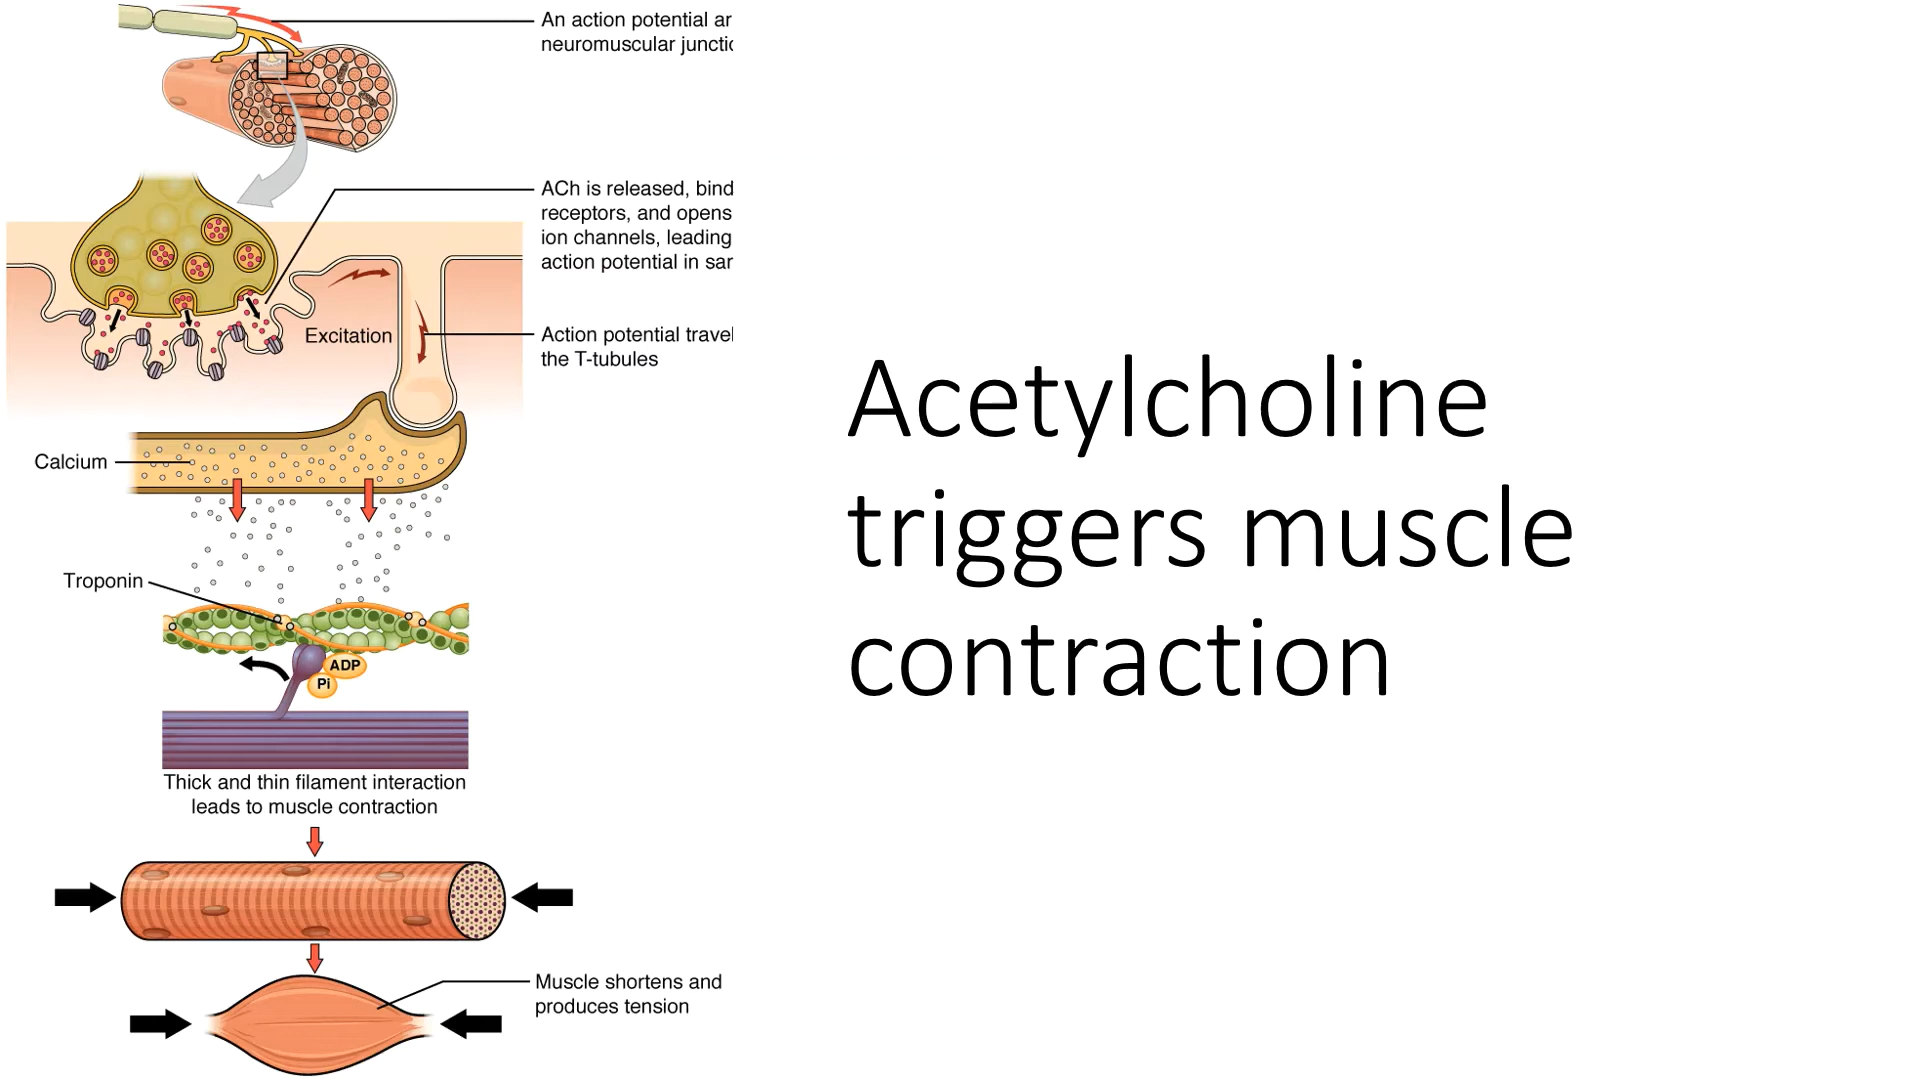 An action potential ar
neuromuscular junctic
ACh is released, bind
receptors, and opens
ion channels, leading
action potential in sar
Excitation
Action potential travel
the T-tubules
Calcium
Troponin
ADP
Pi
Thick and thin filament interaction
leads to muscle contraction
Muscle shortens and
produces tension
Acetylcholine
triggers muscle
contraction